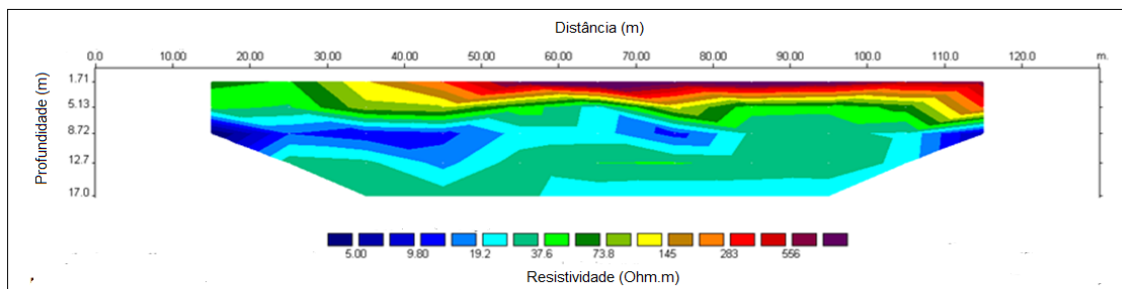 Distância (m)
0.0 10.00 20.00 30.00 40.00 50.00 60.00 70.00 80.00 90.00 100.0 110.0 120.0 m.
Profundidade (m)
1.71
5.13
8.72
12.7
17.0
5.00 9.80 19.2 37.6 73.8 145 283 556
Resistividade (Ohm.m)